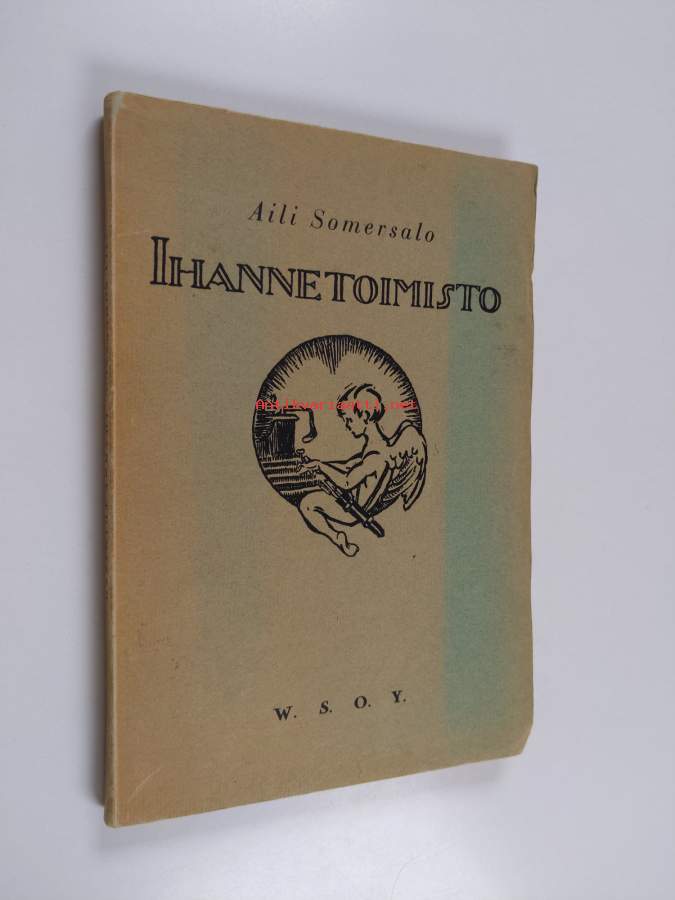 Aili Somersalo
IHANNETOIMISTO
Antikvariaatti.net
W. S. O. Y.